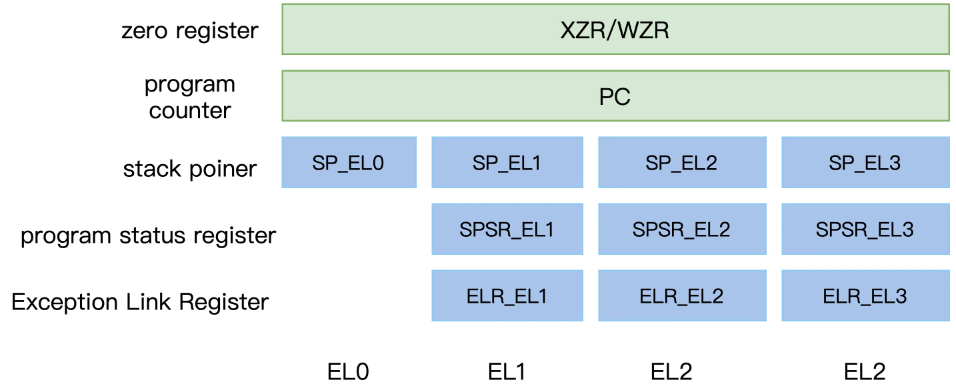 zero register XZR/WZR
program
counter
PC
stack poiner SP_EL0 SP_EL1 SP_EL2 SP_EL3
program status register SPSR_EL1 SPSR_EL2 SPSR_EL3
Exception Link Register ELR_EL1 ELR_EL2 ELR_EL3
EL0 EL1 EL2 EL2